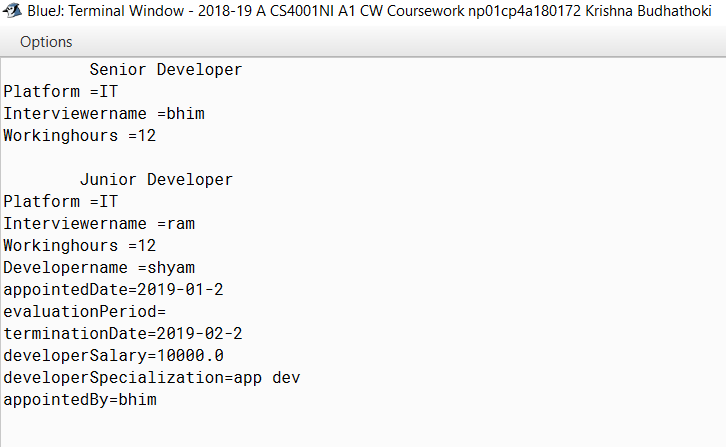 BlueJ: Terminal Window - 2018-19 A CS4001NI A1 CW Coursework np01cp4a180172 Krishna Budhathoki
Options
Senior Developer
Platform =IT
Interviewername =bhim
Workinghours =12
Junior Developer
Platform =IT
Interviewername =ram
Workinghours =12
Developername =shyam
appointedDate=2019-01-2
evaluationPeriod=
terminationDate=2019-02-2
developerSalary=10000.0
developerSpecialization=app dev
appointedBy=bhim